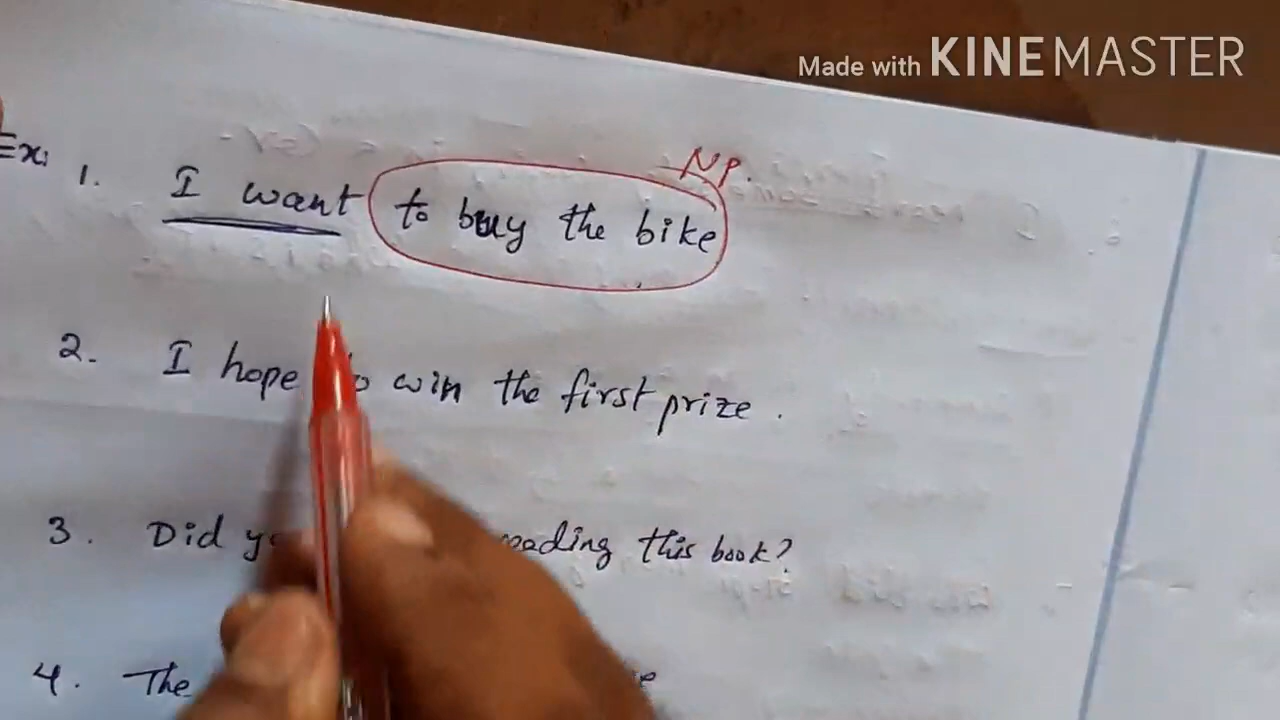 Made with KINEMASTER
Ex:
NP.
1. I want to buy the bike
2. I hope to win the first prize .
3. Did reading this book?
4. The